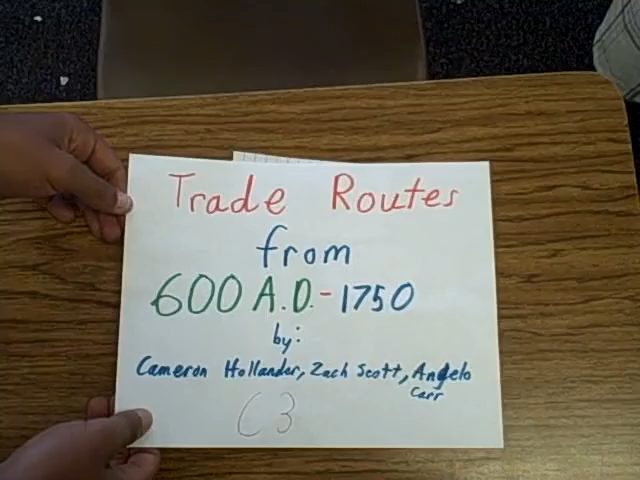 Trade Routes
from
600 A.D.-1750
by:
Cameron Hollander, Zach Scott, Angelo
Carr
C3